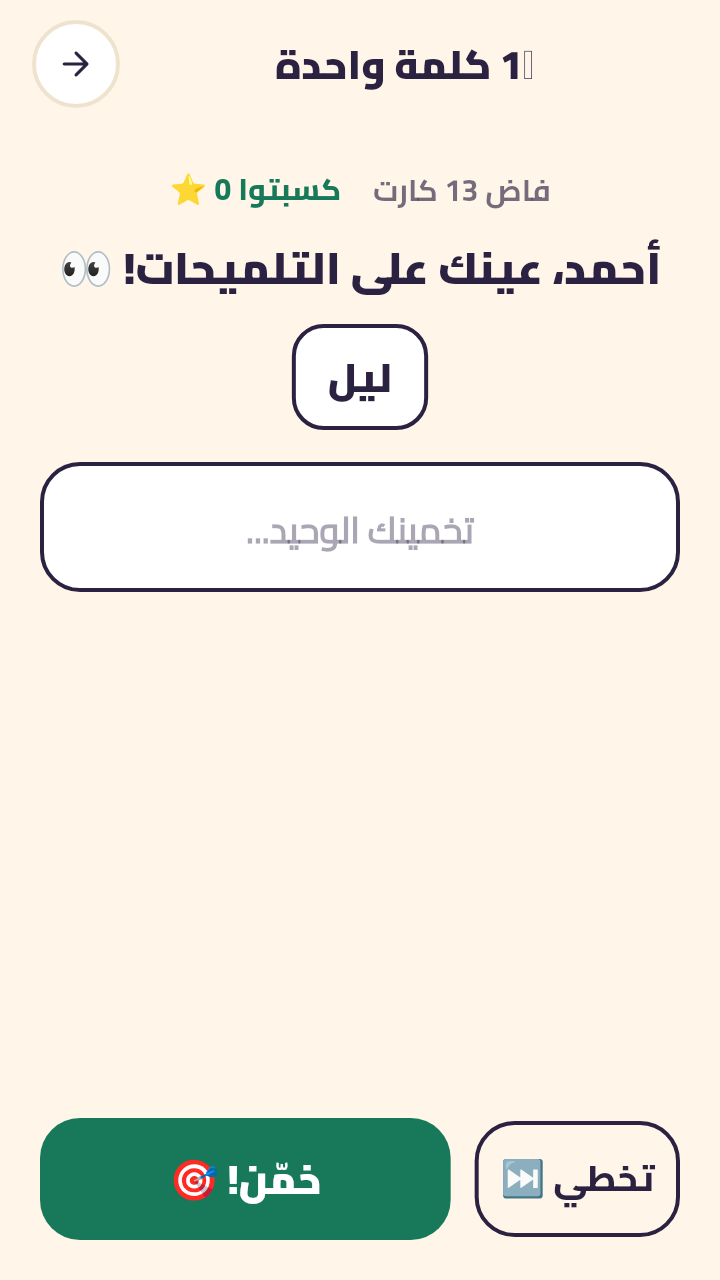 1 كلمة واحدة
فاض 13 كارت كسبتوا 0 ⭐
أحمد، عينك على التلميحات! 👀
ليل
تخمينك الوحيد...
تخطي ⏭️
خمّن! 🎯